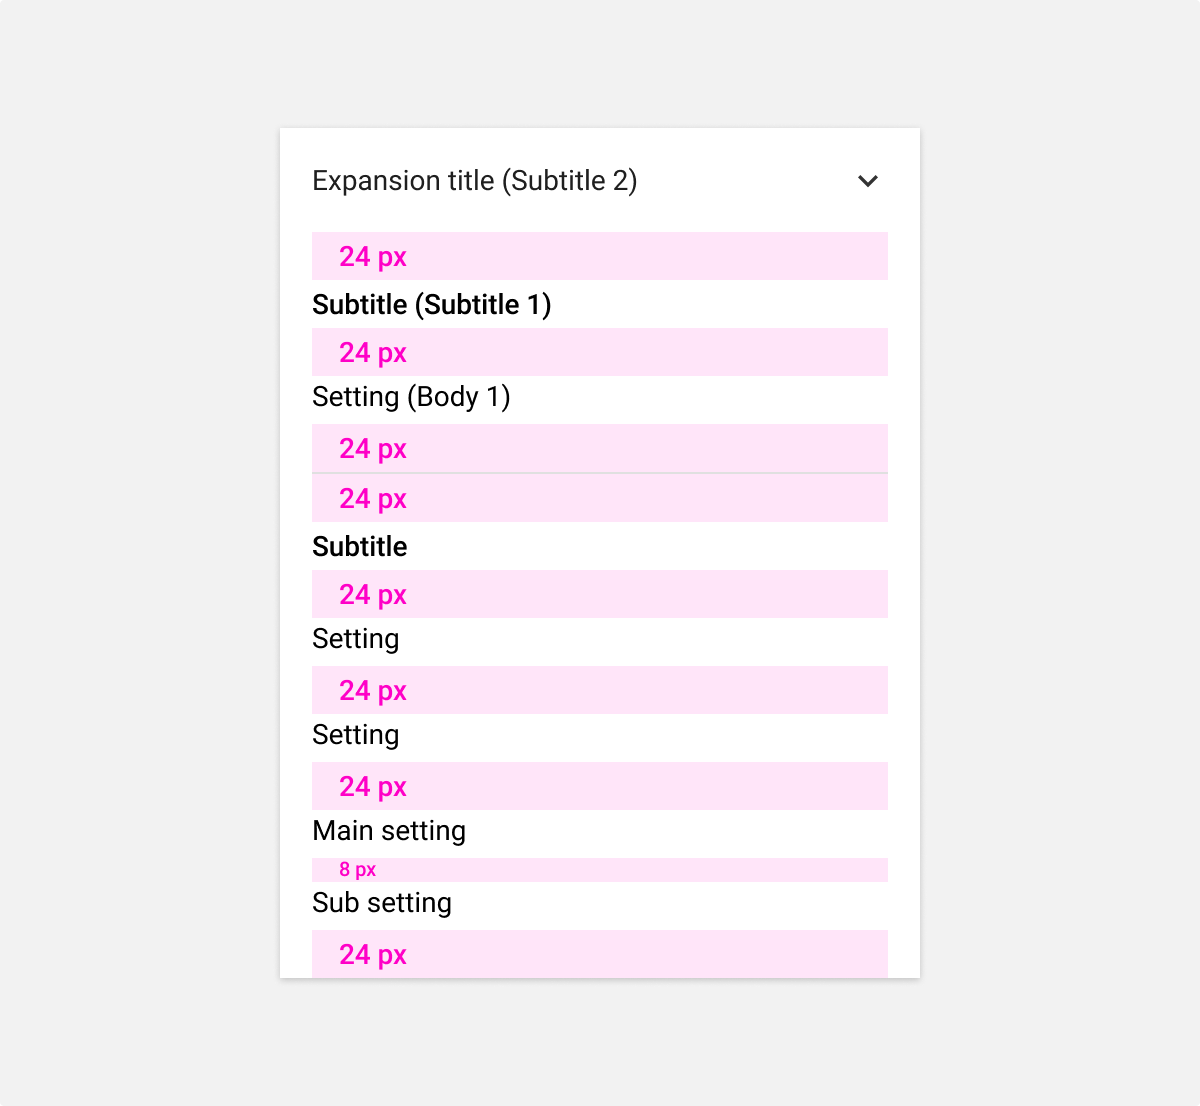 Expansion title (Subtitle 2)
24 px
Subtitle (Subtitle 1)
24 px
Setting (Body 1)
24 px
24 px
Subtitle
24 px
Setting
24 px
Setting
24 px
Main setting
8 px
Sub setting
24 px